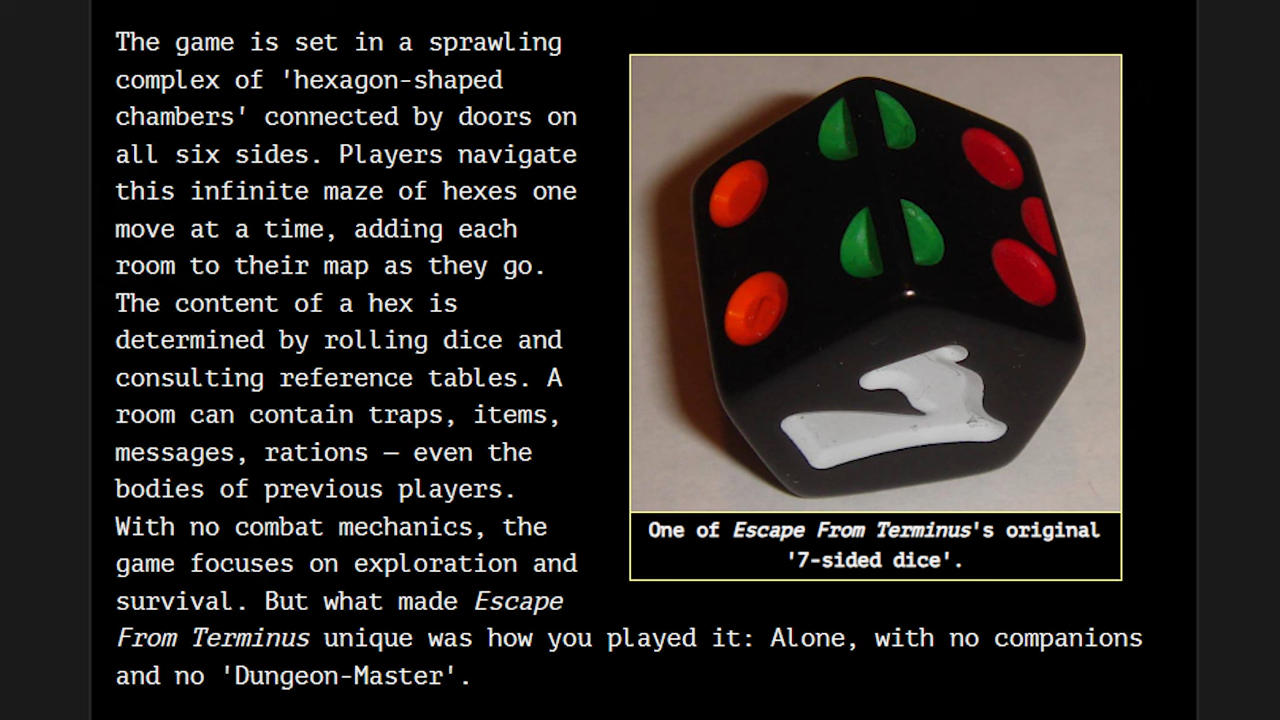 The game is set in a sprawling
complex of 'hexagon-shaped
chambers' connected by doors on
all six sides. Players navigate
this infinite maze of hexes one
move at a time, adding each
room to their map as they go.
The content of a hex is
determined by rolling dice and
consulting reference tables. A
room can contain traps, items,
messages, rations — even the
bodies of previous players.
With no combat mechanics, the
game focuses on exploration and
survival. But what made Escape
From Terminus unique was how you played it: Alone, with no companions
and no 'Dungeon-Master'.
One of Escape From Terminus's original
'7-sided dice'.